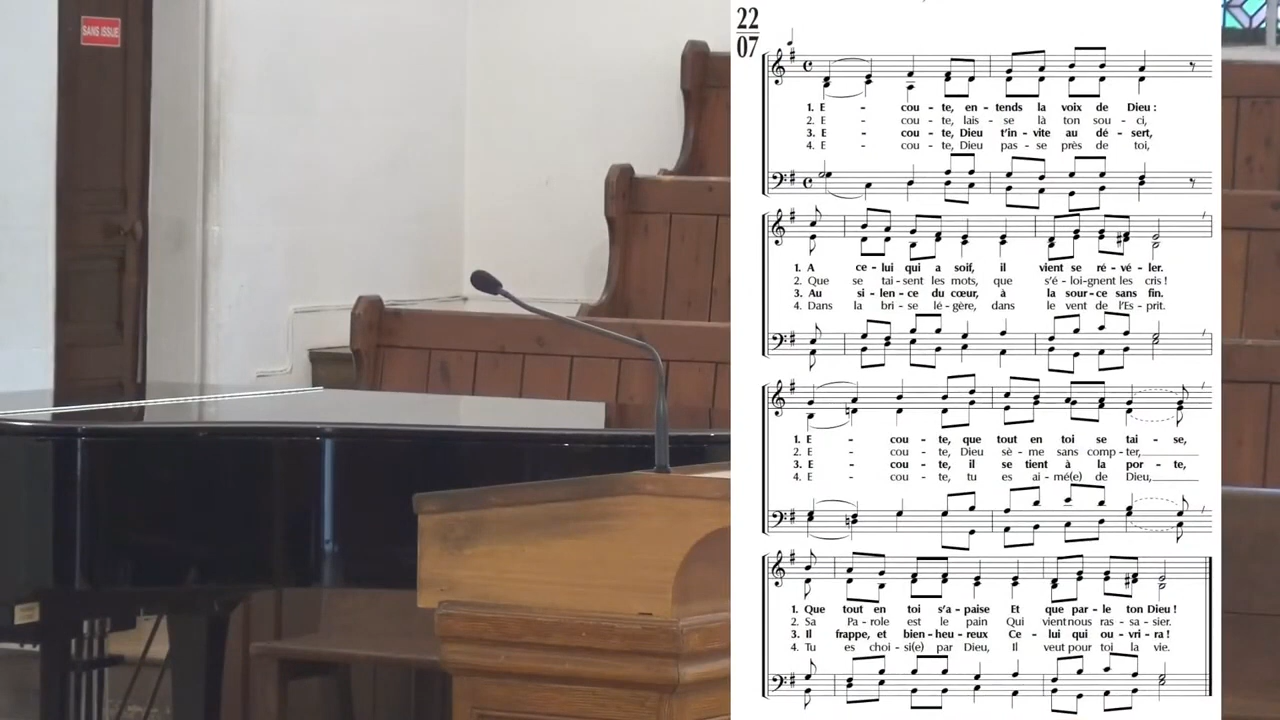 SANS ISSUE
22
07
1. E - cou - te, en - tends la voix de Dieu :
2. E - cou - te, lais - se là ton sou - ci,
3. E - cou - te, Dieu t'in - vite au dé - sert,
4. E - cou - te, Dieu pas - se près de toi,
1. A ce - lui qui a soif, il vient se ré - vé - ler.
2. Que se tai - sent les mots, que s'é - loi - gnent les cris !
3. Au si - len - ce du cœur, à la sour - ce sans fin.
4. Dans la bri - se lé - gère, dans le vent de l'Es - prit.
1. E - cou - te, que tout en toi se tai - se,
2. E - cou - te, Dieu sè - me sans comp - ter,
3. E - cou - te, il se tient à la por - te,
4. E - cou - te, tu es ai - mé(e) de Dieu,
1. Que tout en toi s'a - paise Et que par - le ton Dieu !
2. Sa Pa - role est le pain Qui vient nous ras - sa - sier.
3. Il frappe, et bien - heu - reux Ce - lui qui ou - vri - ra !
4. Tu es choi - si(e) par Dieu, Il veut pour toi la vie.